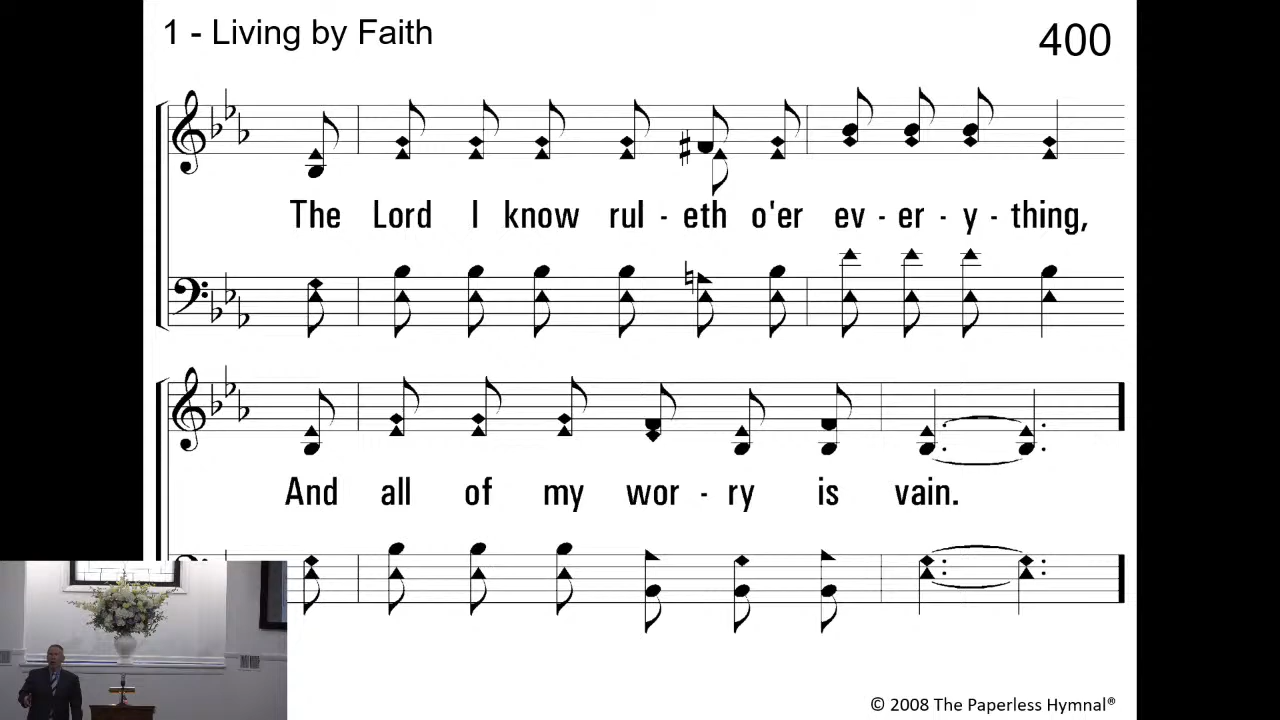 1 - Living by Faith
400
The Lord I know rul - eth o'er ev - er - y - thing,
And all of my wor - ry is vain.
© 2008 The Paperless Hymnal®